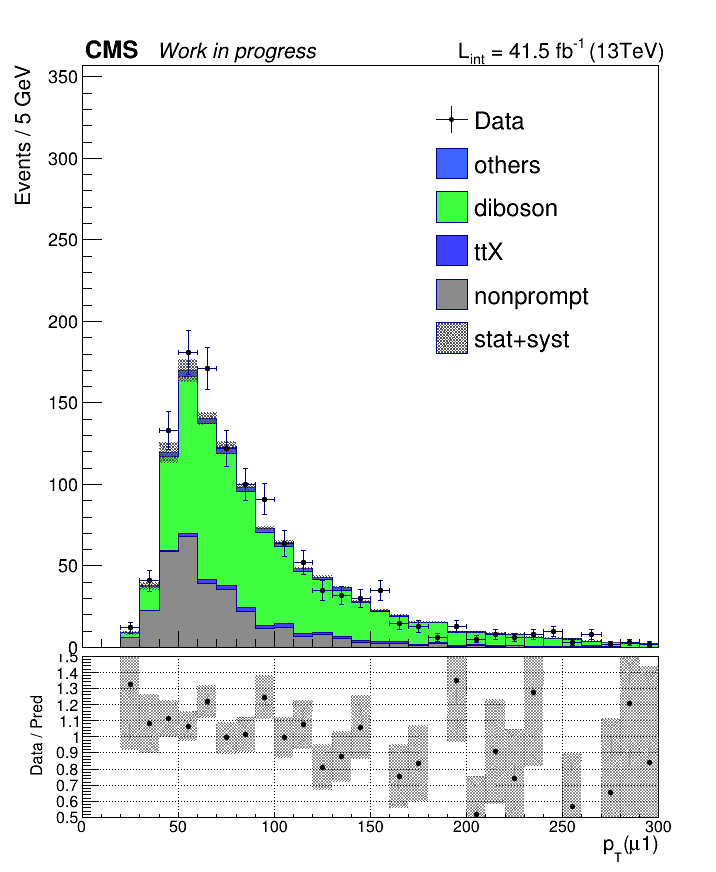 CMS Work in progress L_int = 41.5 fb⁻¹ (13TeV)
Events / 5 GeV
350
300
250
200
150
100
50
0
Data
others
diboson
ttX
nonprompt
stat+syst
Data / Pred
1.5
1.4
1.3
1.2
1.1
1
0.9
0.8
0.7
0.6
0.5
0 50 100 150 200 250 300
p_T(μ1)